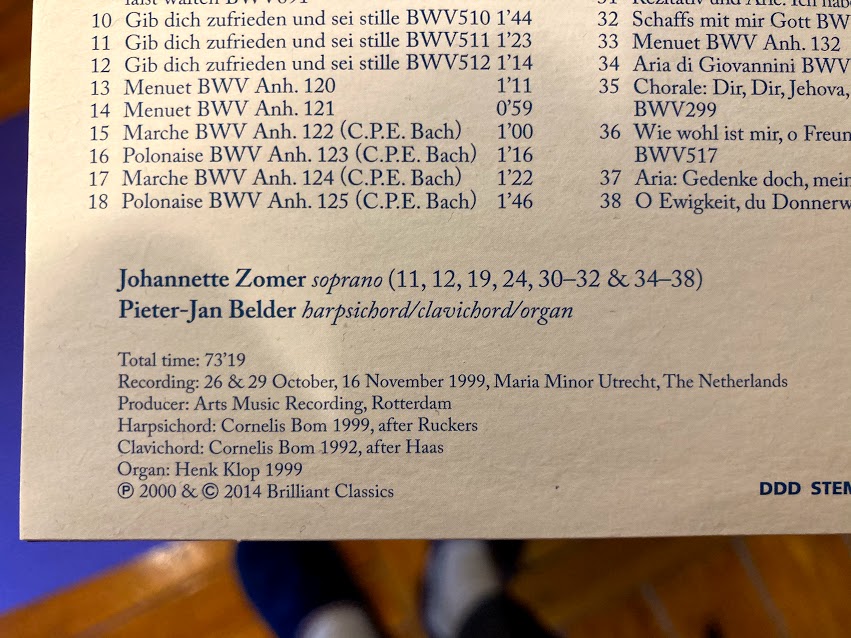 10 Gib dich zufrieden und sei stille BWV510 1'44
11 Gib dich zufrieden und sei stille BWV511 1'23
12 Gib dich zufrieden und sei stille BWV512 1'14
13 Menuet BWV Anh. 120 1'11
14 Menuet BWV Anh. 121 0'59
15 Marche BWV Anh. 122 (C.P.E. Bach) 1'00
16 Polonaise BWV Anh. 123 (C.P.E. Bach) 1'16
17 Marche BWV Anh. 124 (C.P.E. Bach) 1'22
18 Polonaise BWV Anh. 125 (C.P.E. Bach) 1'46
32 Schaffs mit mir Gott BW
33 Menuet BWV Anh. 132
34 Aria di Giovannini BWV
35 Chorale: Dir, Dir, Jehova,
BWV299
36 Wie wohl ist mir, o Freun
BWV517
37 Aria: Gedenke doch, mein
38 O Ewigkeit, du Donnerw
Johannette Zomer soprano (11, 12, 19, 24, 30–32 & 34–38)
Pieter-Jan Belder harpsichord/clavichord/organ
Total time: 73'19
Recording: 26 & 29 October, 16 November 1999, Maria Minor Utrecht, The Netherlands
Producer: Arts Music Recording, Rotterdam
Harpsichord: Cornelis Bom 1999, after Ruckers
Clavichord: Cornelis Bom 1992, after Haas
Organ: Henk Klop 1999
℗ 2000 & © 2014 Brilliant Classics
DDD STEM